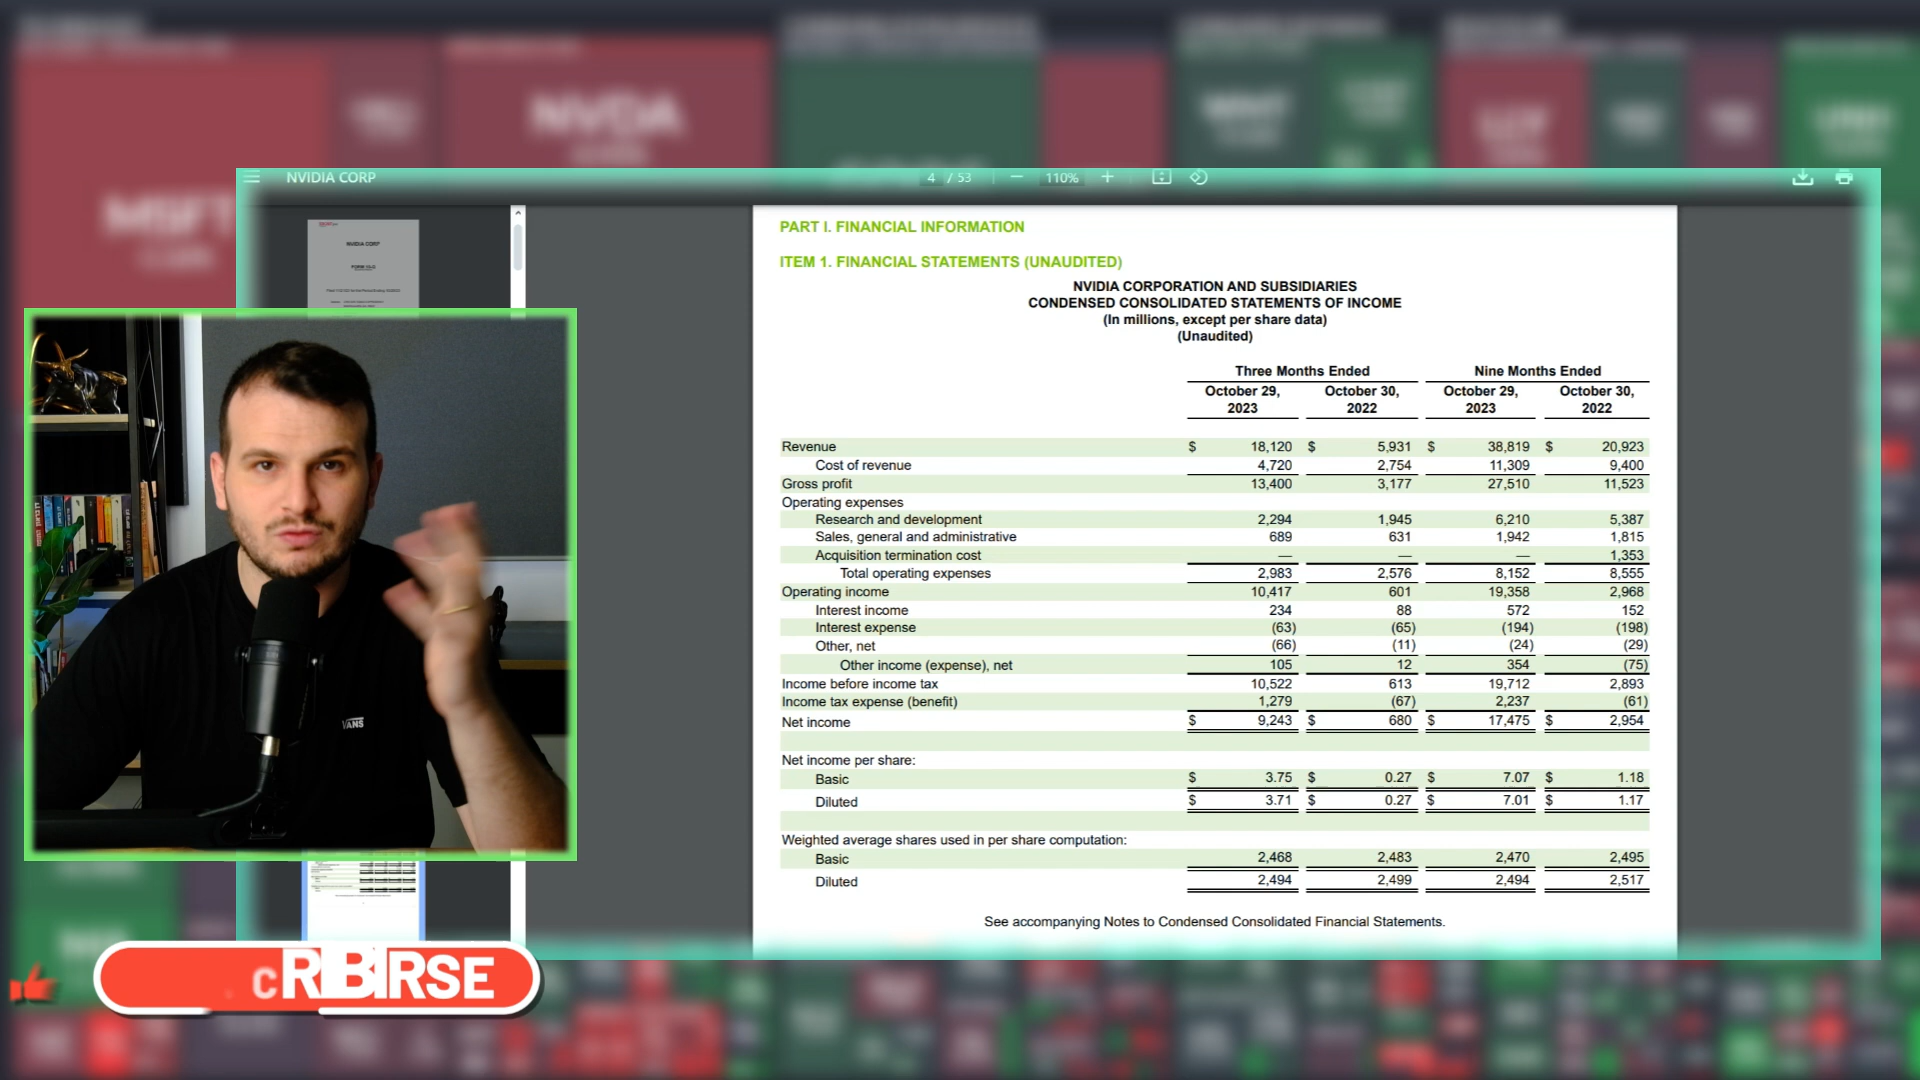 NVDA
MSFT
NVIDIA CORP
4 / 53
110%
NVIDIA CORP
PART I. FINANCIAL INFORMATION
ITEM 1. FINANCIAL STATEMENTS (UNAUDITED)
NVIDIA CORPORATION AND SUBSIDIARIES
CONDENSED CONSOLIDATED STATEMENTS OF INCOME
(In millions, except per share data)
(Unaudited)
Three Months Ended Nine Months Ended
October 29, October 30, October 29, October 30,
2023 2022 2023 2022
Revenue $ 18,120 $ 5,931 $ 38,819 $ 20,923
Cost of revenue 4,720 2,754 11,309 9,400
Gross profit 13,400 3,177 27,510 11,523
Operating expenses
Research and development 2,294 1,945 6,210 5,387
Sales, general and administrative 689 631 1,942 1,815
Acquisition termination cost — — — 1,353
Total operating expenses 2,983 2,576 8,152 8,555
Operating income 10,417 601 19,358 2,968
Interest income 234 88 572 152
Interest expense (63) (65) (194) (198)
Other, net (66) (11) (24) (29)
Other income (expense), net 105 12 354 (75)
Income before income tax 10,522 613 19,712 2,893
Income tax expense (benefit) 1,279 (67) 2,237 (61)
Net income $ 9,243 $ 680 $ 17,475 $ 2,954
Net income per share:
Basic $ 3.75 $ 0.27 $ 7.07 $ 1.18
Diluted $ 3.71 $ 0.27 $ 7.01 $ 1.17
Weighted average shares used in per share computation:
Basic 2,468 2,483 2,470 2,495
Diluted 2,494 2,499 2,494 2,517
See accompanying Notes to Condensed Consolidated Financial Statements.
VANS